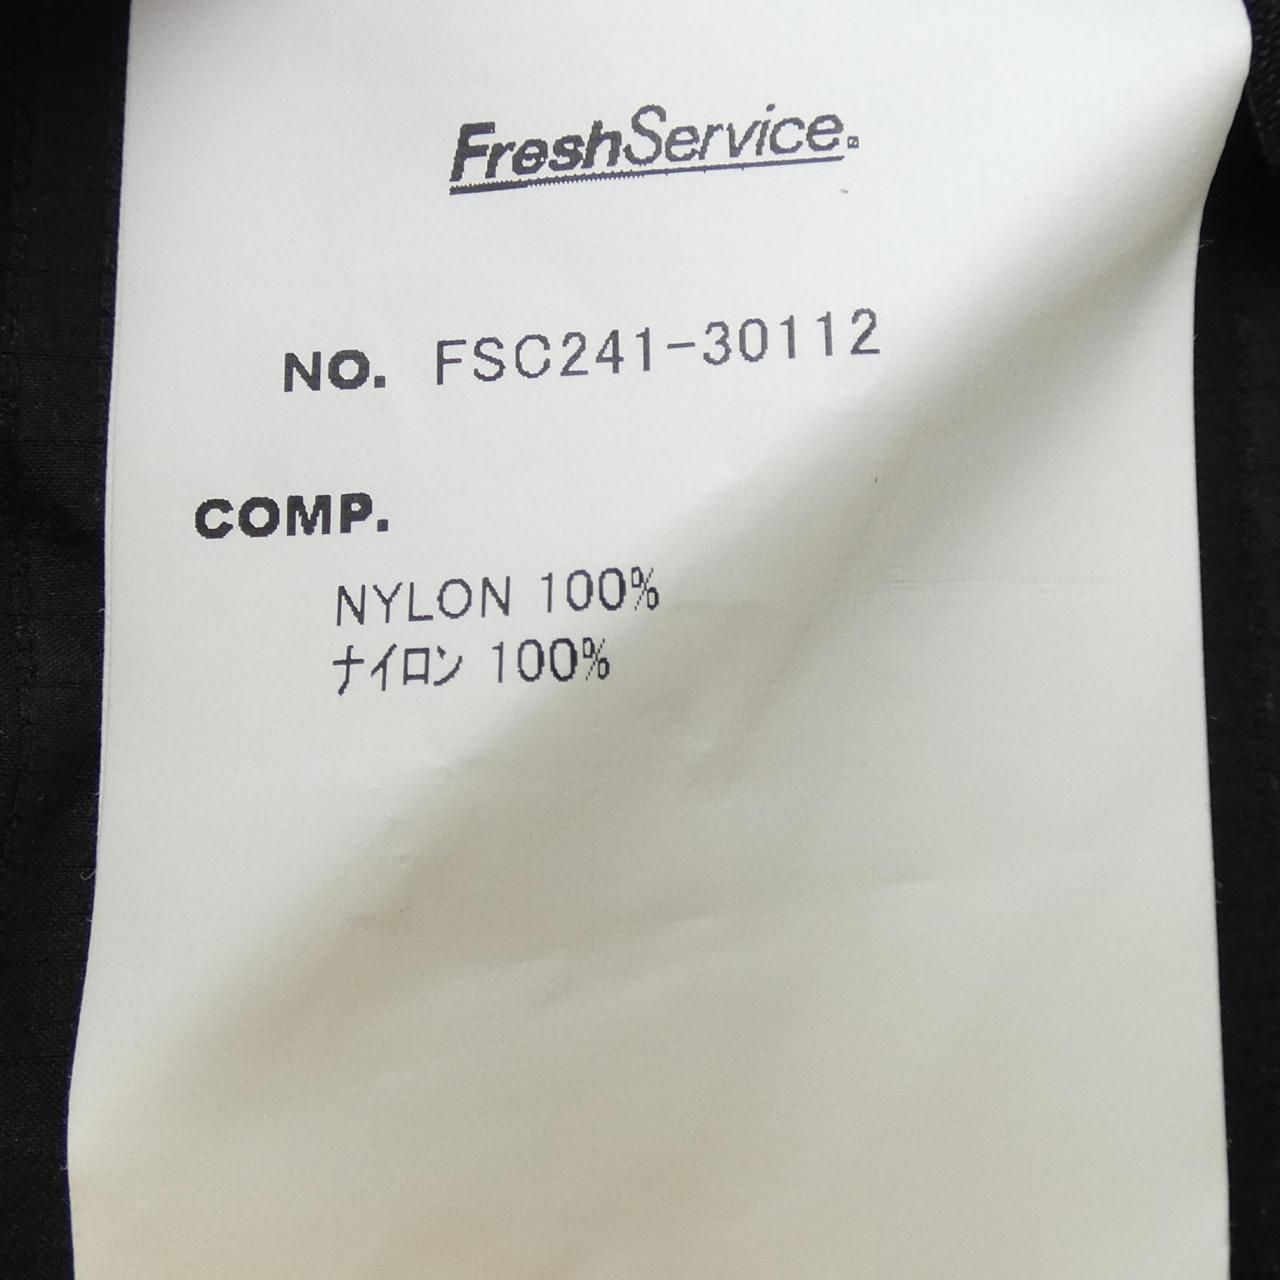 FreshService.
NO. FSC241-30112
COMP.
NYLON 100%
ナイロン 100%